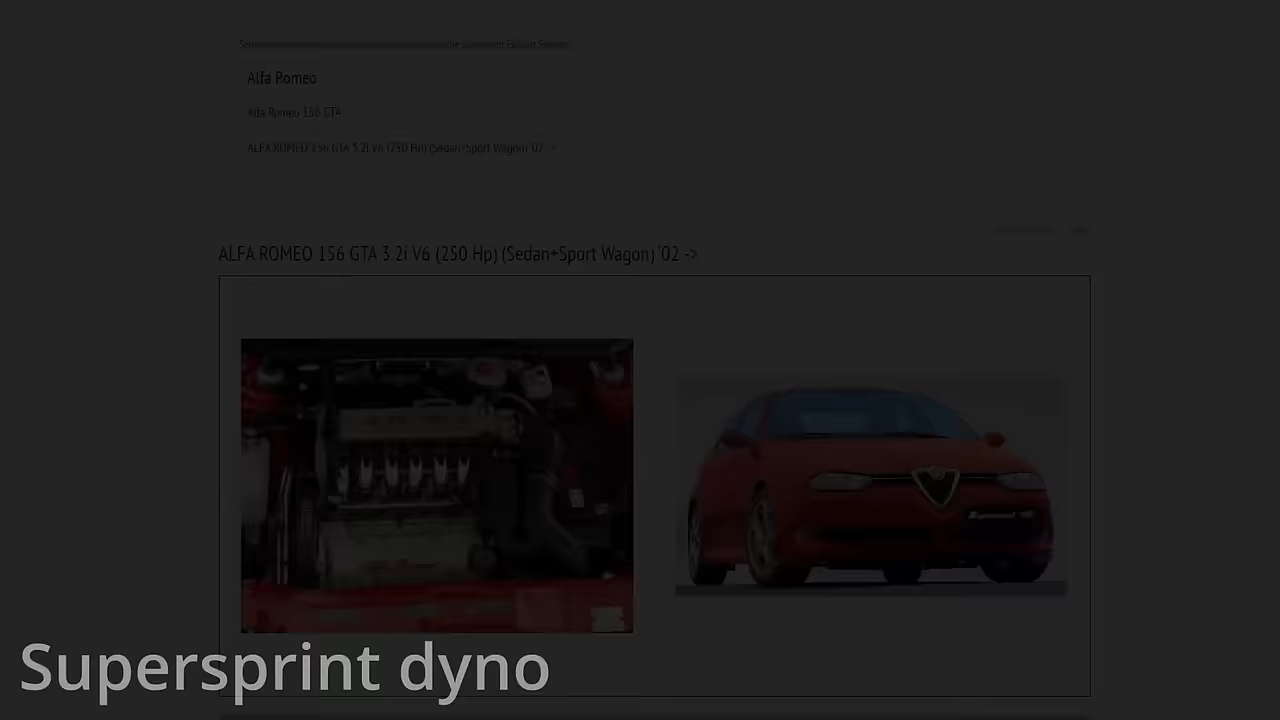 Alfa Romeo
Alfa Romeo 156 GTA
ALFA ROMEO 156 GTA 3.2i V6 (250 Hp) (Sedan+Sport Wagon) '02 ->
ALFA ROMEO 156 GTA 3.2i V6 (250 Hp) (Sedan+Sport Wagon) '02 ->
Supersprint dyno